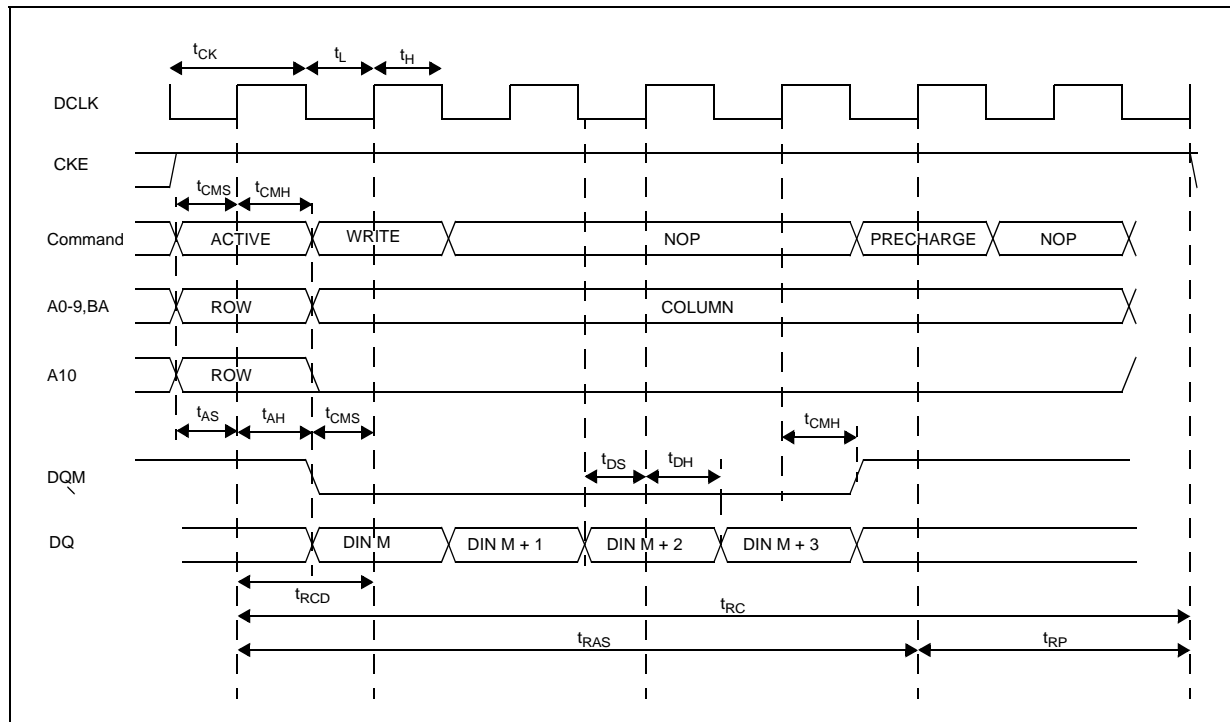 tCK tL tH
DCLK
CKE
tCMS tCMH
Command ACTIVE WRITE NOP PRECHARGE NOP
A0-9,BA ROW COLUMN
A10 ROW
tAS tAH tCMS tCMH
tDS tDH
DQM
DQ DIN M DIN M + 1 DIN M + 2 DIN M + 3
tRCD tRC
tRAS tRP